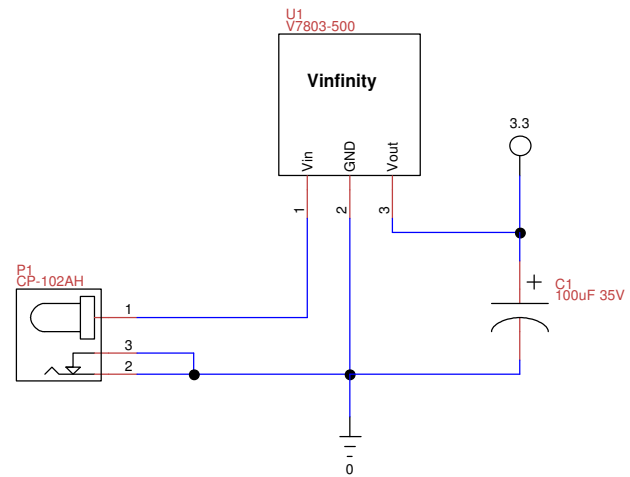 U1
V7803-500
Vinfinity
Vin
GND
Vout
1
2
3
3.3
P1
CP-102AH
1
3
2
+
C1
100uF 35V
0